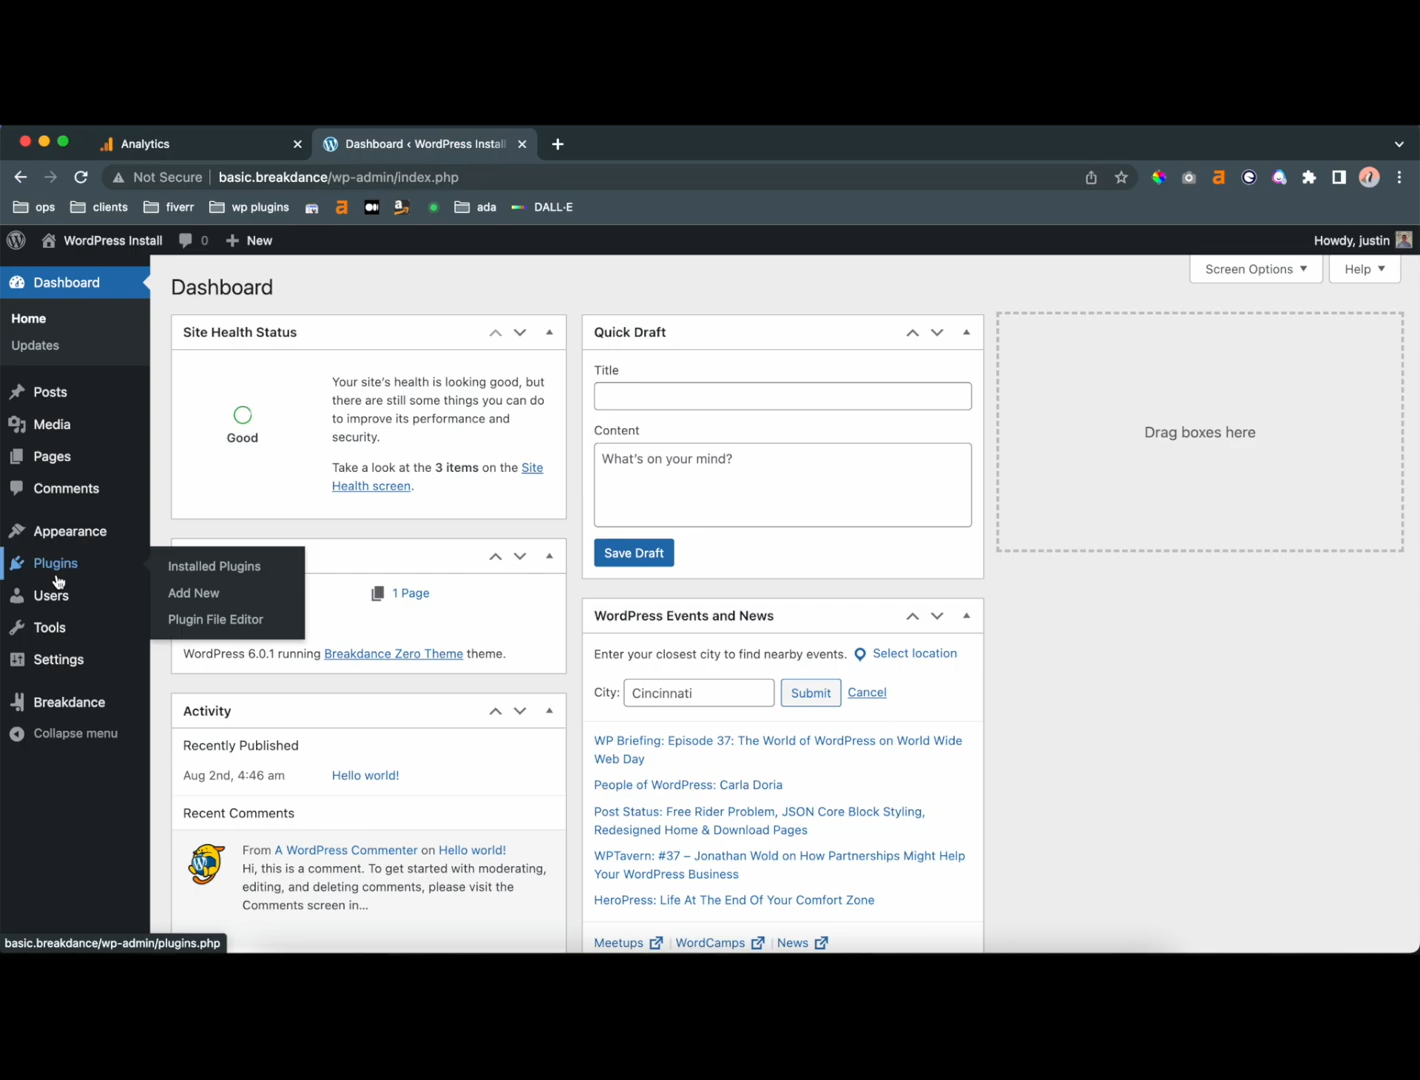 Analytics
Dashboard ‹ WordPress Instal
Not Secure
basic.breakdance/wp-admin/index.php
ops
clients
fiverr
wp plugins
ada
DALL·E
WordPress Install
0
New
Howdy, justin
Screen Options
Help
Dashboard
Home
Updates
Posts
Media
Pages
Comments
Appearance
Plugins
Users
Tools
Settings
Breakdance
Collapse menu
Installed Plugins
Add New
Plugin File Editor
Dashboard
Site Health Status
Good
Your site's health is looking good, but
there are still some things you can do
to improve its performance and
security.
Take a look at the 3 items on the Site
Health screen.
1 Page
WordPress 6.0.1 running Breakdance Zero Theme theme.
Activity
Recently Published
Aug 2nd, 4:46 am
Hello world!
Recent Comments
From A WordPress Commenter on Hello world!
Hi, this is a comment. To get started with moderating,
editing, and deleting comments, please visit the
Comments screen in...
Quick Draft
Title
Content
What's on your mind?
Save Draft
WordPress Events and News
Enter your closest city to find nearby events.
Select location
City:
Cincinnati
Submit
Cancel
WP Briefing: Episode 37: The World of WordPress on World Wide
Web Day
People of WordPress: Carla Doria
Post Status: Free Rider Problem, JSON Core Block Styling,
Redesigned Home & Download Pages
WPTavern: #37 – Jonathan Wold on How Partnerships Might Help
Your WordPress Business
HeroPress: Life At The End Of Your Comfort Zone
Meetups
WordCamps
News
Drag boxes here
basic.breakdance/wp-admin/plugins.php